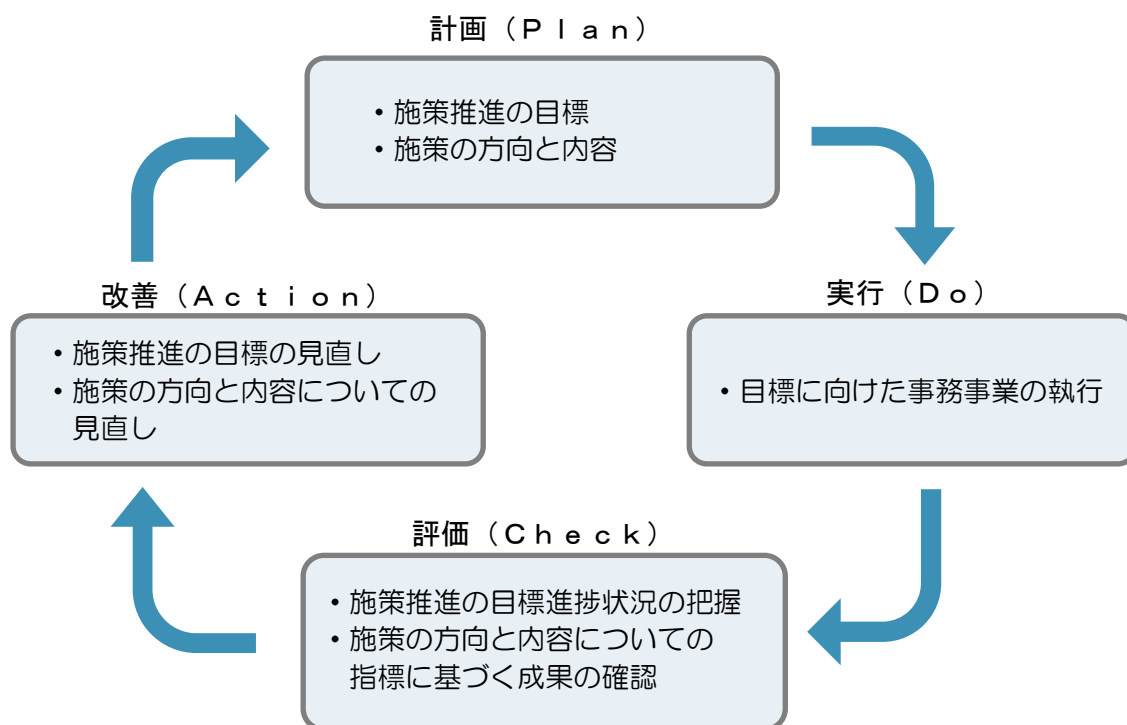 計画（Ｐｌａｎ）
・施策推進の目標
・施策の方向と内容
実行（Ｄｏ）
・目標に向けた事務事業の執行
評価（Ｃｈｅｃｋ）
・施策推進の目標進捗状況の把握
・施策の方向と内容についての
指標に基づく成果の確認
改善（Ａｃｔｉｏｎ）
・施策推進の目標の見直し
・施策の方向と内容についての
見直し